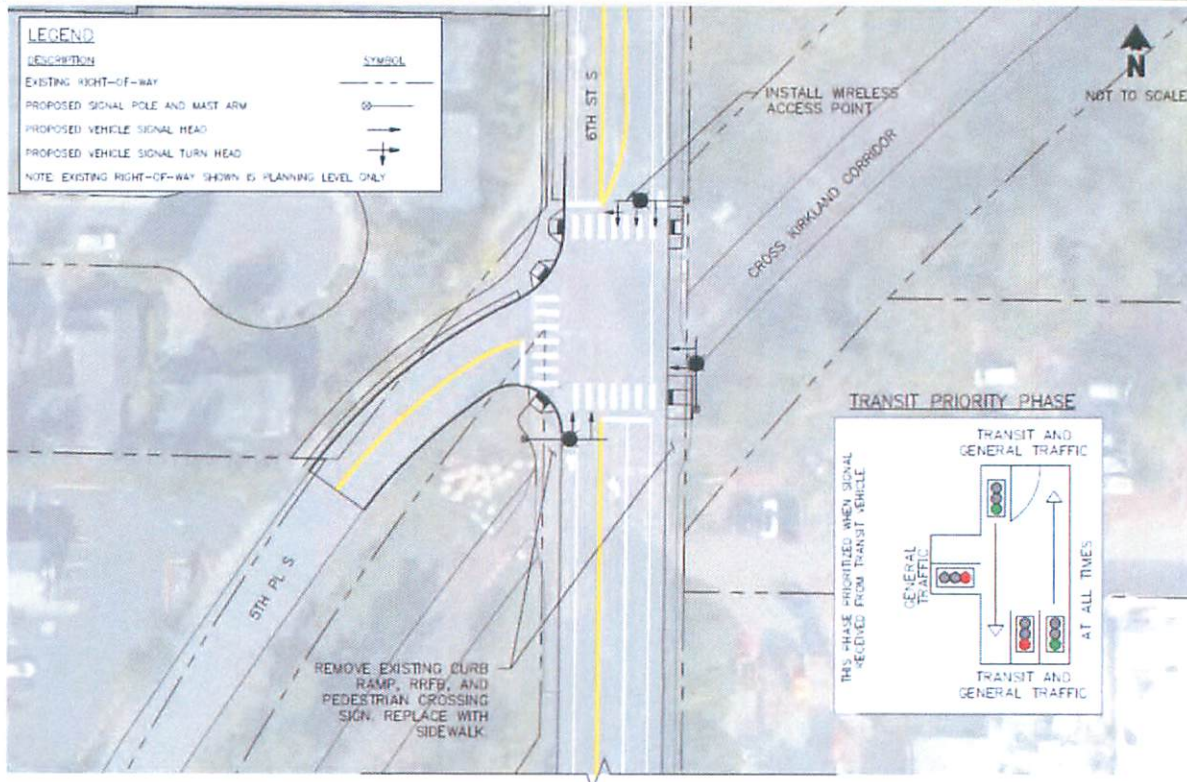 LEGEND
DESCRIPTION SYMBOL
EXISTING RIGHT-OF-WAY
PROPOSED SIGNAL POLE AND MAST ARM
PROPOSED VEHICLE SIGNAL HEAD
PROPOSED VEHICLE SIGNAL TURN HEAD
NOTE EXISTING RIGHT-OF-WAY SHOWN IS PLANNING LEVEL ONLY
6TH ST S
INSTALL WIRELESS
ACCESS POINT
N
NOT TO SCALE
CROSS KIRKLAND CORRIDOR
5TH PL S
REMOVE EXISTING CURB
RAMP, RRFB, AND
PEDESTRIAN CROSSING
SIGN. REPLACE WITH
SIDEWALK
TRANSIT PRIORITY PHASE
THIS PHASE PRIORITIZED WHEN SIGNAL
RECEIVED FROM TRANSIT VEHICLE
TRANSIT AND
GENERAL TRAFFIC
GENERAL
TRAFFIC
AT ALL TIMES
TRANSIT AND
GENERAL TRAFFIC